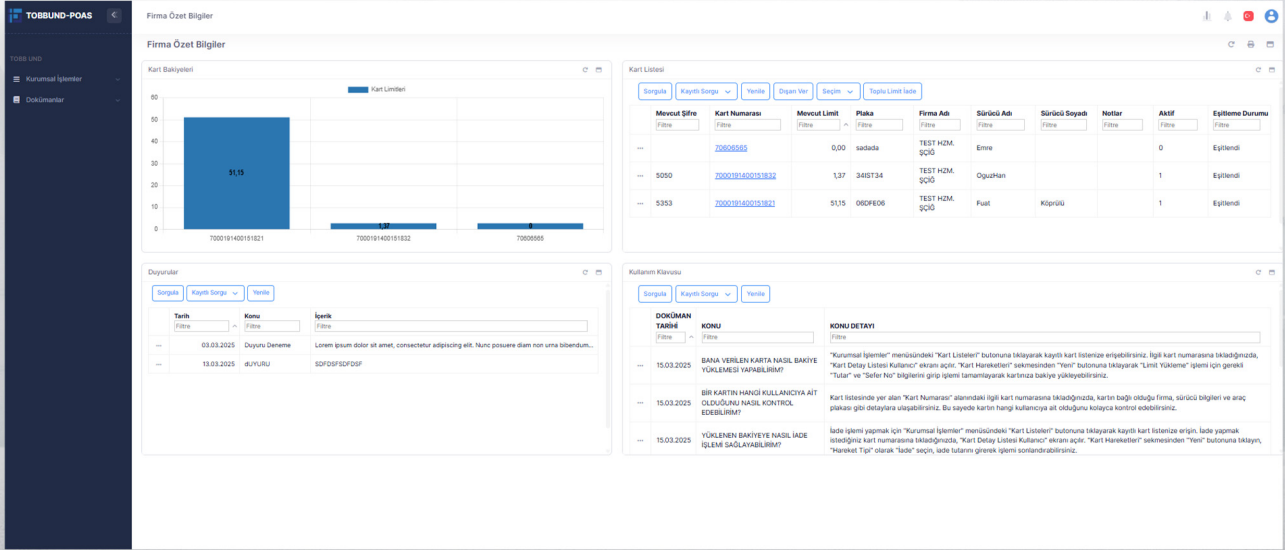 TOBBUND-POAS
Firma Özet Bilgiler
TOBB UND
Kurumsal İşlemler
Dokümanlar
Firma Özet Bilgiler
Kart Bakiyeleri
Kart Limitleri
60
50
40
30
20
10
0
51,15
1,37
0
7000191400151821 7000191400151832 70606565
Kart Listesi
Sorgula Kayıtlı Sorgu Yenile Dışarı Ver Seçim Toplu Limit İade
Mevcut Şifre Kart Numarası Mevcut Limit Plaka Firma Adı Sürücü Adı Sürücü Soyadı Notlar Aktif Eşitleme Durumu
Filtre Filtre Filtre Filtre Filtre Filtre Filtre Filtre Filtre Filtre
70606565 0,00 sadada TEST HZM. ŞÇİĞ Emre 0 Eşitlendi
5050 7000191400151832 1,37 34IST34 TEST HZM. ŞÇİĞ OguzHan 1 Eşitlendi
5353 7000191400151821 51,15 06DFE06 TEST HZM. ŞÇİĞ Fuat Köprülü 1 Eşitlendi
Duyurular
Sorgula Kayıtlı Sorgu Yenile
Tarih Konu İçerik
Filtre Filtre Filtre
03.03.2025 Duyuru Deneme Lorem ipsum dolor sit amet, consectetur adipiscing elit. Nunc posuere diam non urna bibendum...
13.03.2025 dUYURU SDFDSFSDFDSF
Kullanım Klavusu
Sorgula Kayıtlı Sorgu Yenile
DOKÜMAN
TARİHİ KONU KONU DETAYI
Filtre Filtre Filtre
15.03.2025
BANA VERİLEN KARTA NASIL BAKİYE
YÜKLEMESİ YAPABİLİRİM?
"Kurumsal İşlemler" menüsündeki "Kart Listeleri" butonuna tıklayarak kayıtlı kart listenize erişebilirsiniz. İlgili kart numarasına tıkladığınızda,
"Kart Detay Listesi Kullanıcı" ekranı açılır. "Kart Hareketleri" sekmesinden "Yeni" butonuna tıklayarak "Limit Yükleme" işlemi için gerekli
"Tutar" ve "Sefer No" bilgilerini girip işlemi tamamlayarak kartınıza bakiye yükleyebilirsiniz.
15.03.2025
BİR KARTIN HANGİ KULLANICIYA AİT
OLDUĞUNU NASIL KONTROL
EDEBİLİRİM?
Kart listesinde yer alan "Kart Numarası" alanındaki ilgili kart numarasına tıkladığınızda, kartın bağlı olduğu firma, sürücü bilgileri ve araç
plakası gibi detaylara ulaşabilirsiniz. Bu sayede kartın hangi kullanıcıya ait olduğunu kolayca kontrol edebilirsiniz.
15.03.2025
YÜKLENEN BAKİYEYE NASIL İADE
İŞLEMİ SAĞLAYABİLİRİM?
İade işlemi yapmak için "Kurumsal İşlemler" menüsündeki "Kart Listeleri" butonuna tıklayarak kayıtlı kart listenize erişin. İade yapmak
istediğiniz kart numarasına tıkladığınızda, "Kart Detay Listesi Kullanıcı" ekranı açılır. "Kart Hareketleri" sekmesinden "Yeni" butonuna tıklayın,
"Hareket Tipi" olarak "İade" seçin, iade tutarını girerek işlemi sonlandırabilirsiniz.